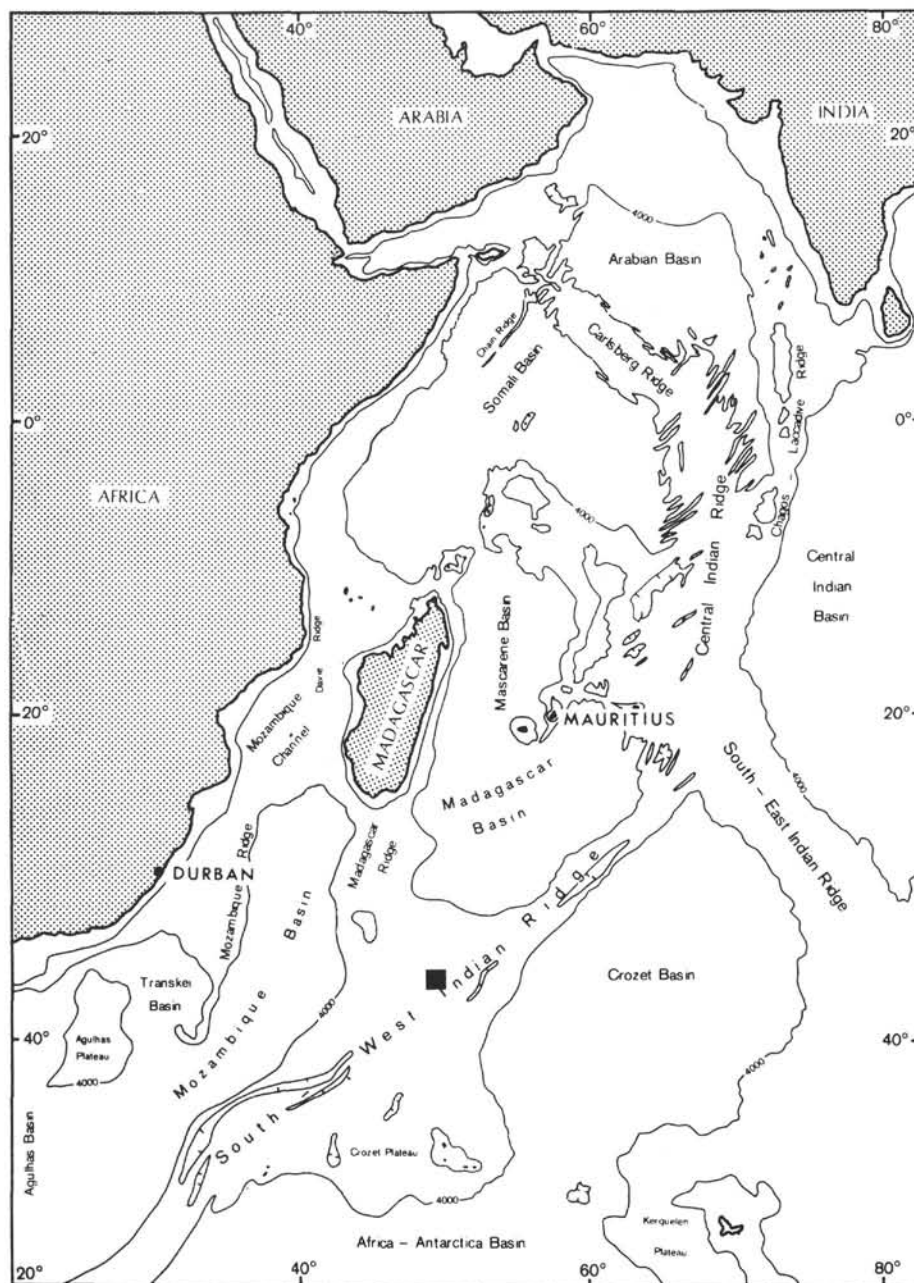 40°
60°
80°
ARABIA
INDIA
20°
20°
4000
Arabian Basin
Chain Ridge
Somali Basin
Carlsberg Ridge
Chagos - Laccadive Ridge
0°
0°
AFRICA
4000
Central Indian Ridge
Central
Indian
Basin
Mascarene Basin
Davie Ridge
MADAGASCAR
Mozambique
Channel
20°
MAURITIUS
20°
Madagascar
Basin
South - East Indian Ridge
4000
Madagascar
Ridge
DURBAN
Mozambique Ridge
Mozambique Basin
South West Indian Ridge
Crozet Basin
Transkei
Basin
Agulhas
Plateau
4000
4000
40°
40°
4000
Agulhas Basin
Crozet Plateau
4000
Kerguelen
Plateau
Africa - Antarctica Basin
20°
40°
60°
80°